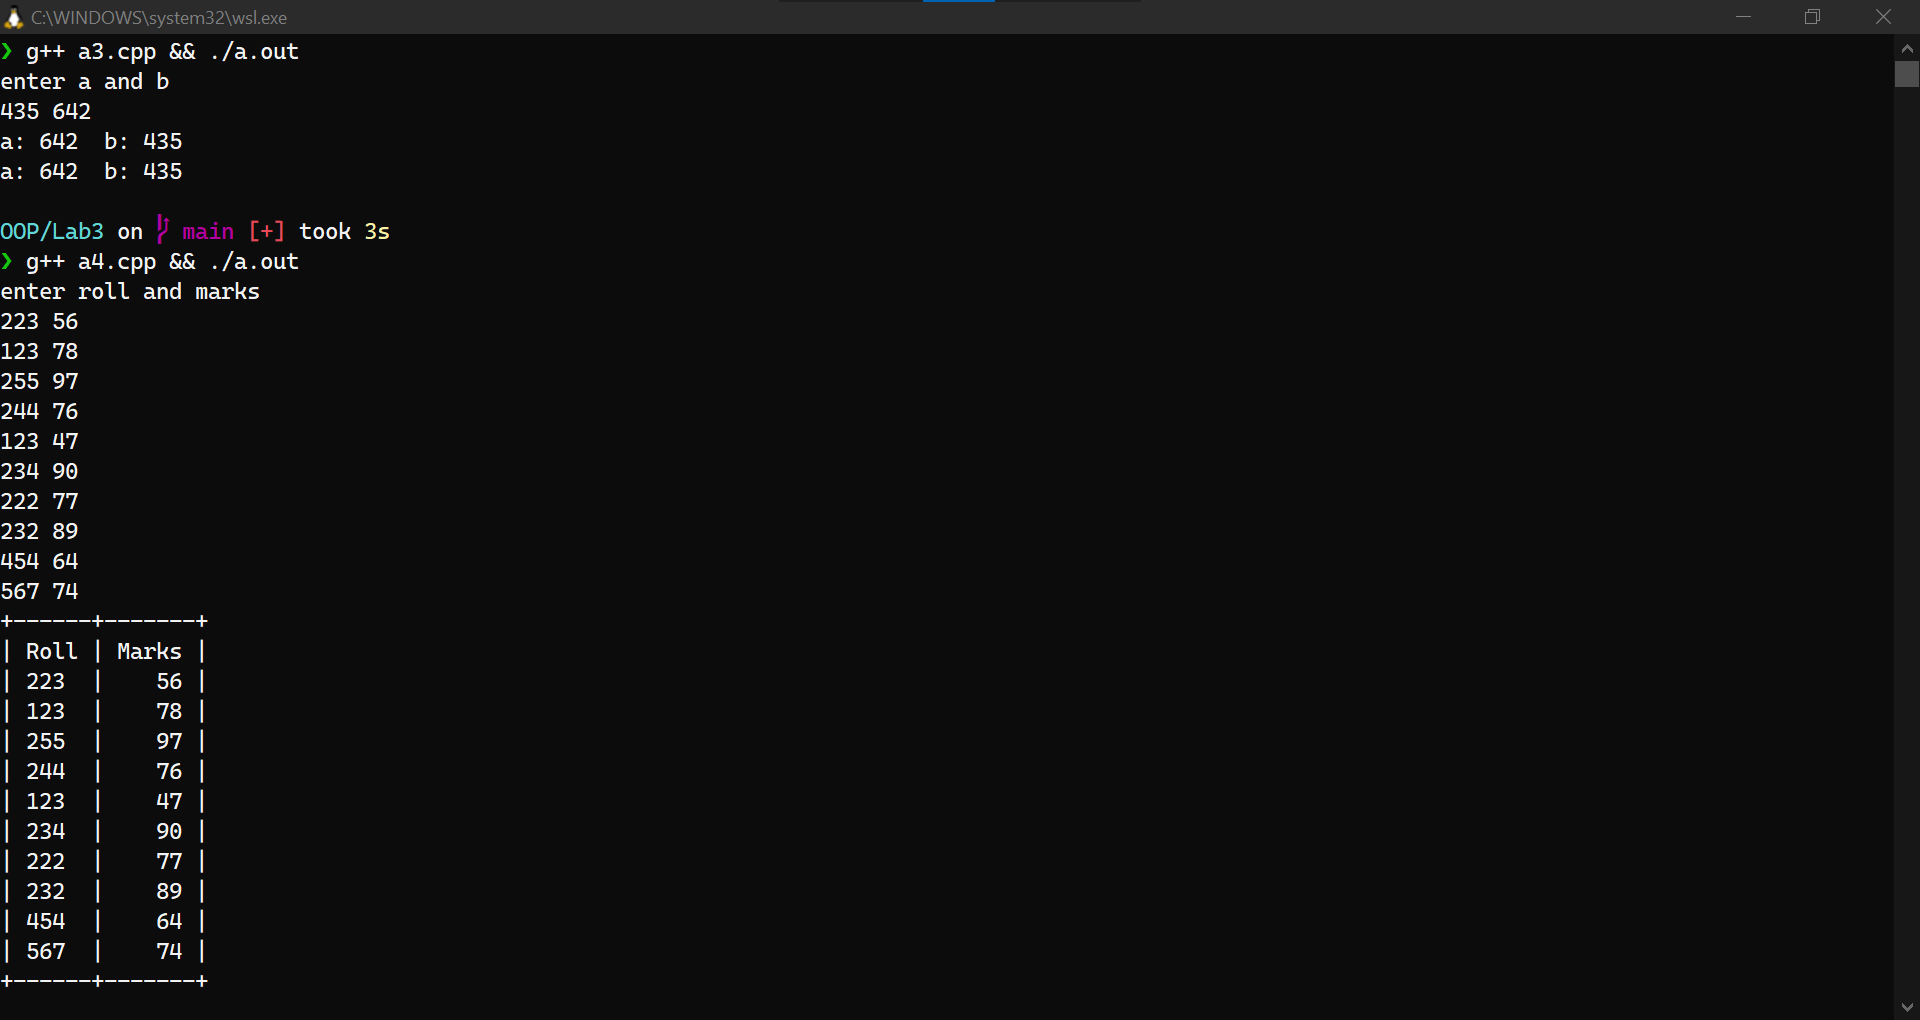 C:\WINDOWS\system32\wsl.exe
❯ g++ a3.cpp && ./a.out
enter a and b
435 642
a: 642  b: 435
a: 642  b: 435
OOP/Lab3 on  main [+] took 3s
❯ g++ a4.cpp && ./a.out
enter roll and marks
223 56
123 78
255 97
244 76
123 47
234 90
222 77
232 89
454 64
567 74
+------+-------+
| Roll | Marks |
| 223  |    56 |
| 123  |    78 |
| 255  |    97 |
| 244  |    76 |
| 123  |    47 |
| 234  |    90 |
| 222  |    77 |
| 232  |    89 |
| 454  |    64 |
| 567  |    74 |
+------+-------+